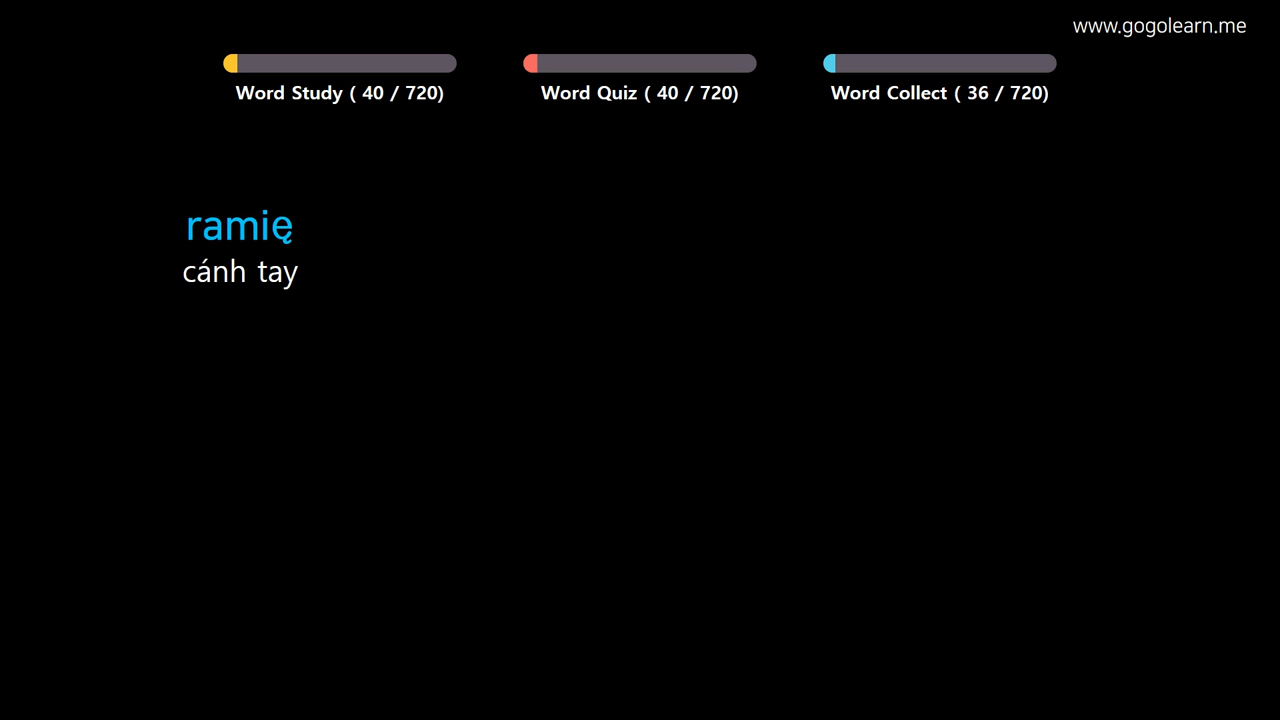 www.gogolearn.me
Word Study ( 40 / 720)
Word Quiz ( 40 / 720)
Word Collect ( 36 / 720)
ramię
cánh tay